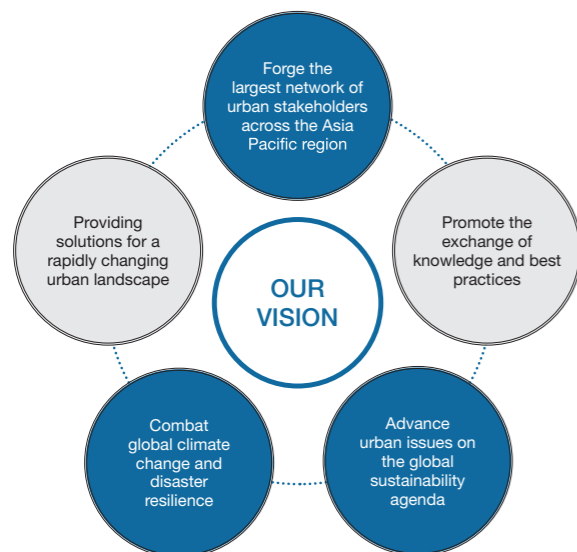 Forge the
largest network of
urban stakeholders
across the Asia
Pacific region
Providing
solutions for a
rapidly changing
urban landscape
Promote the
exchange of
knowledge and best
practices
OUR
VISION
Combat
global climate
change and
disaster
resilience
Advance
urban issues on
the global
sustainability
agenda